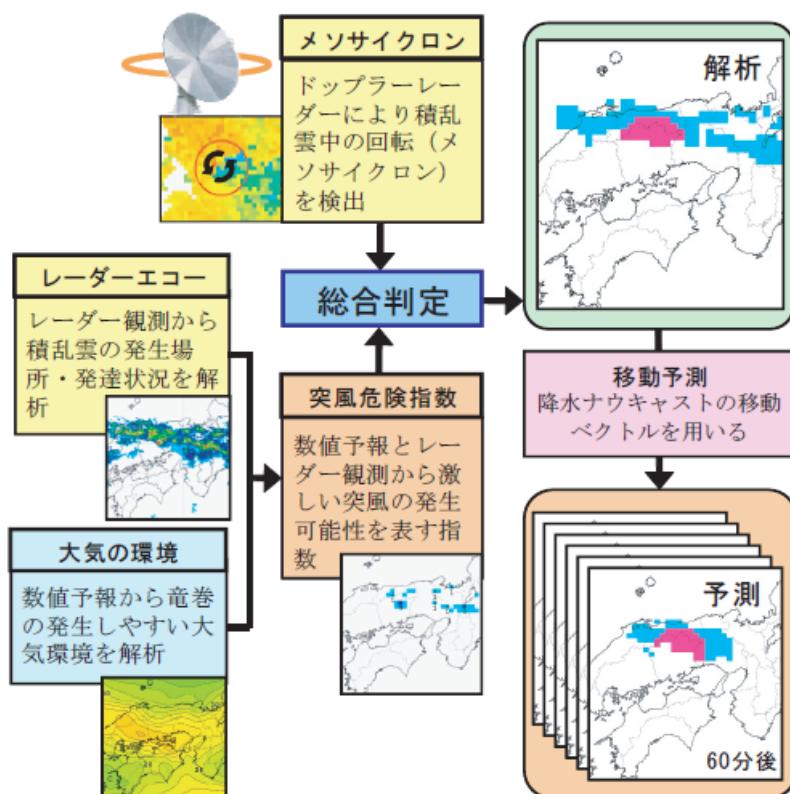 メソサイクロン
ドップラーレー
ダーにより積乱
雲中の回転（メ
ソサイクロン）
を検出
解析
レーダーエコー
レーダー観測から
積乱雲の発生場
所・発達状況を解
析
総合判定
移動予測
降水ナウキャストの移動
ベクトルを用いる
突風危険指数
数値予報とレー
ダー観測から激
しい突風の発生
可能性を表す指
数
大気の環境
数値予報から竜巻
の発生しやすい大
気環境を解析
予測
60分後